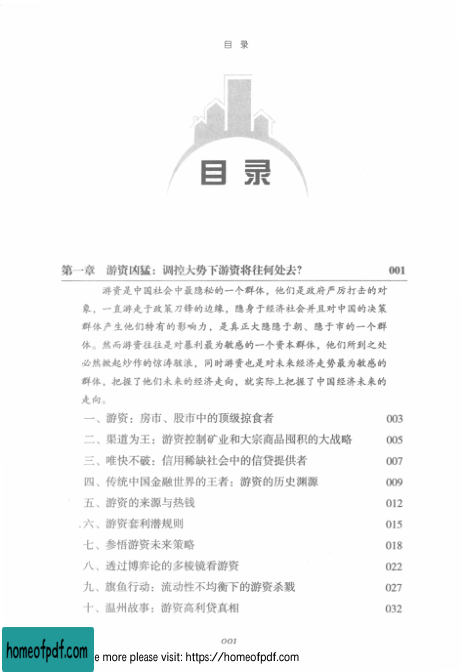 目 录
目 录
第一章 游资凶猛：调控大势下游资将往何处去？ 001
游资是中国社会中最隐秘的一个群体，他们是政府严厉打击的对
象，一直游走于政策刀锋的边缘，隐身于经济社会并且对中国的决策
群体产生他们特有的影响力，是真正大隐隐于朝、隐于市的一个群
体。然而游资往往是对暴利最为敏感的一个资本群体，他们所到之处
必然掀起炒作的惊涛骇浪，同时游资也是对未来经济走势最为敏感的
群体，把握了他们未来的经济走向，就实际上把握了中国经济未来的
走向。
一、游资：房市、股市中的顶级掠食者 003
二、渠道为王：游资控制矿业和大宗商品囤积的大战略 005
三、唯快不破：信用稀缺社会中的信贷提供者 007
四、传统中国金融世界的王者：游资的历史渊源 009
五、游资的来源与热钱 012
六、游资套利潜规则 015
七、参悟游资未来策略 018
八、透过博弈论的多棱镜看游资 022
九、旗鱼行动：流动性不均衡下的游资杀戮 027
十、温州故事：游资高利贷真相 032
001
homeofpdf.com
e more please visit: https://homeofpdf.com